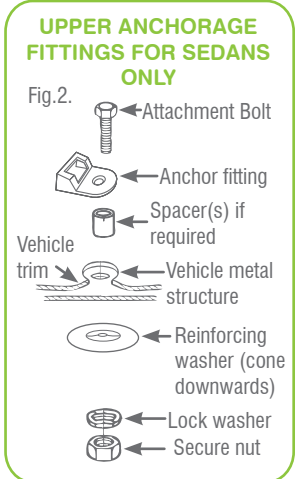 UPPER ANCHORAGE
FITTINGS FOR SEDANS
ONLY
Fig.2.
Attachment Bolt
Anchor fitting
Spacer(s) if
required
Vehicle
trim
Vehicle metal
structure
Reinforcing
washer (cone
downwards)
Lock washer
Secure nut